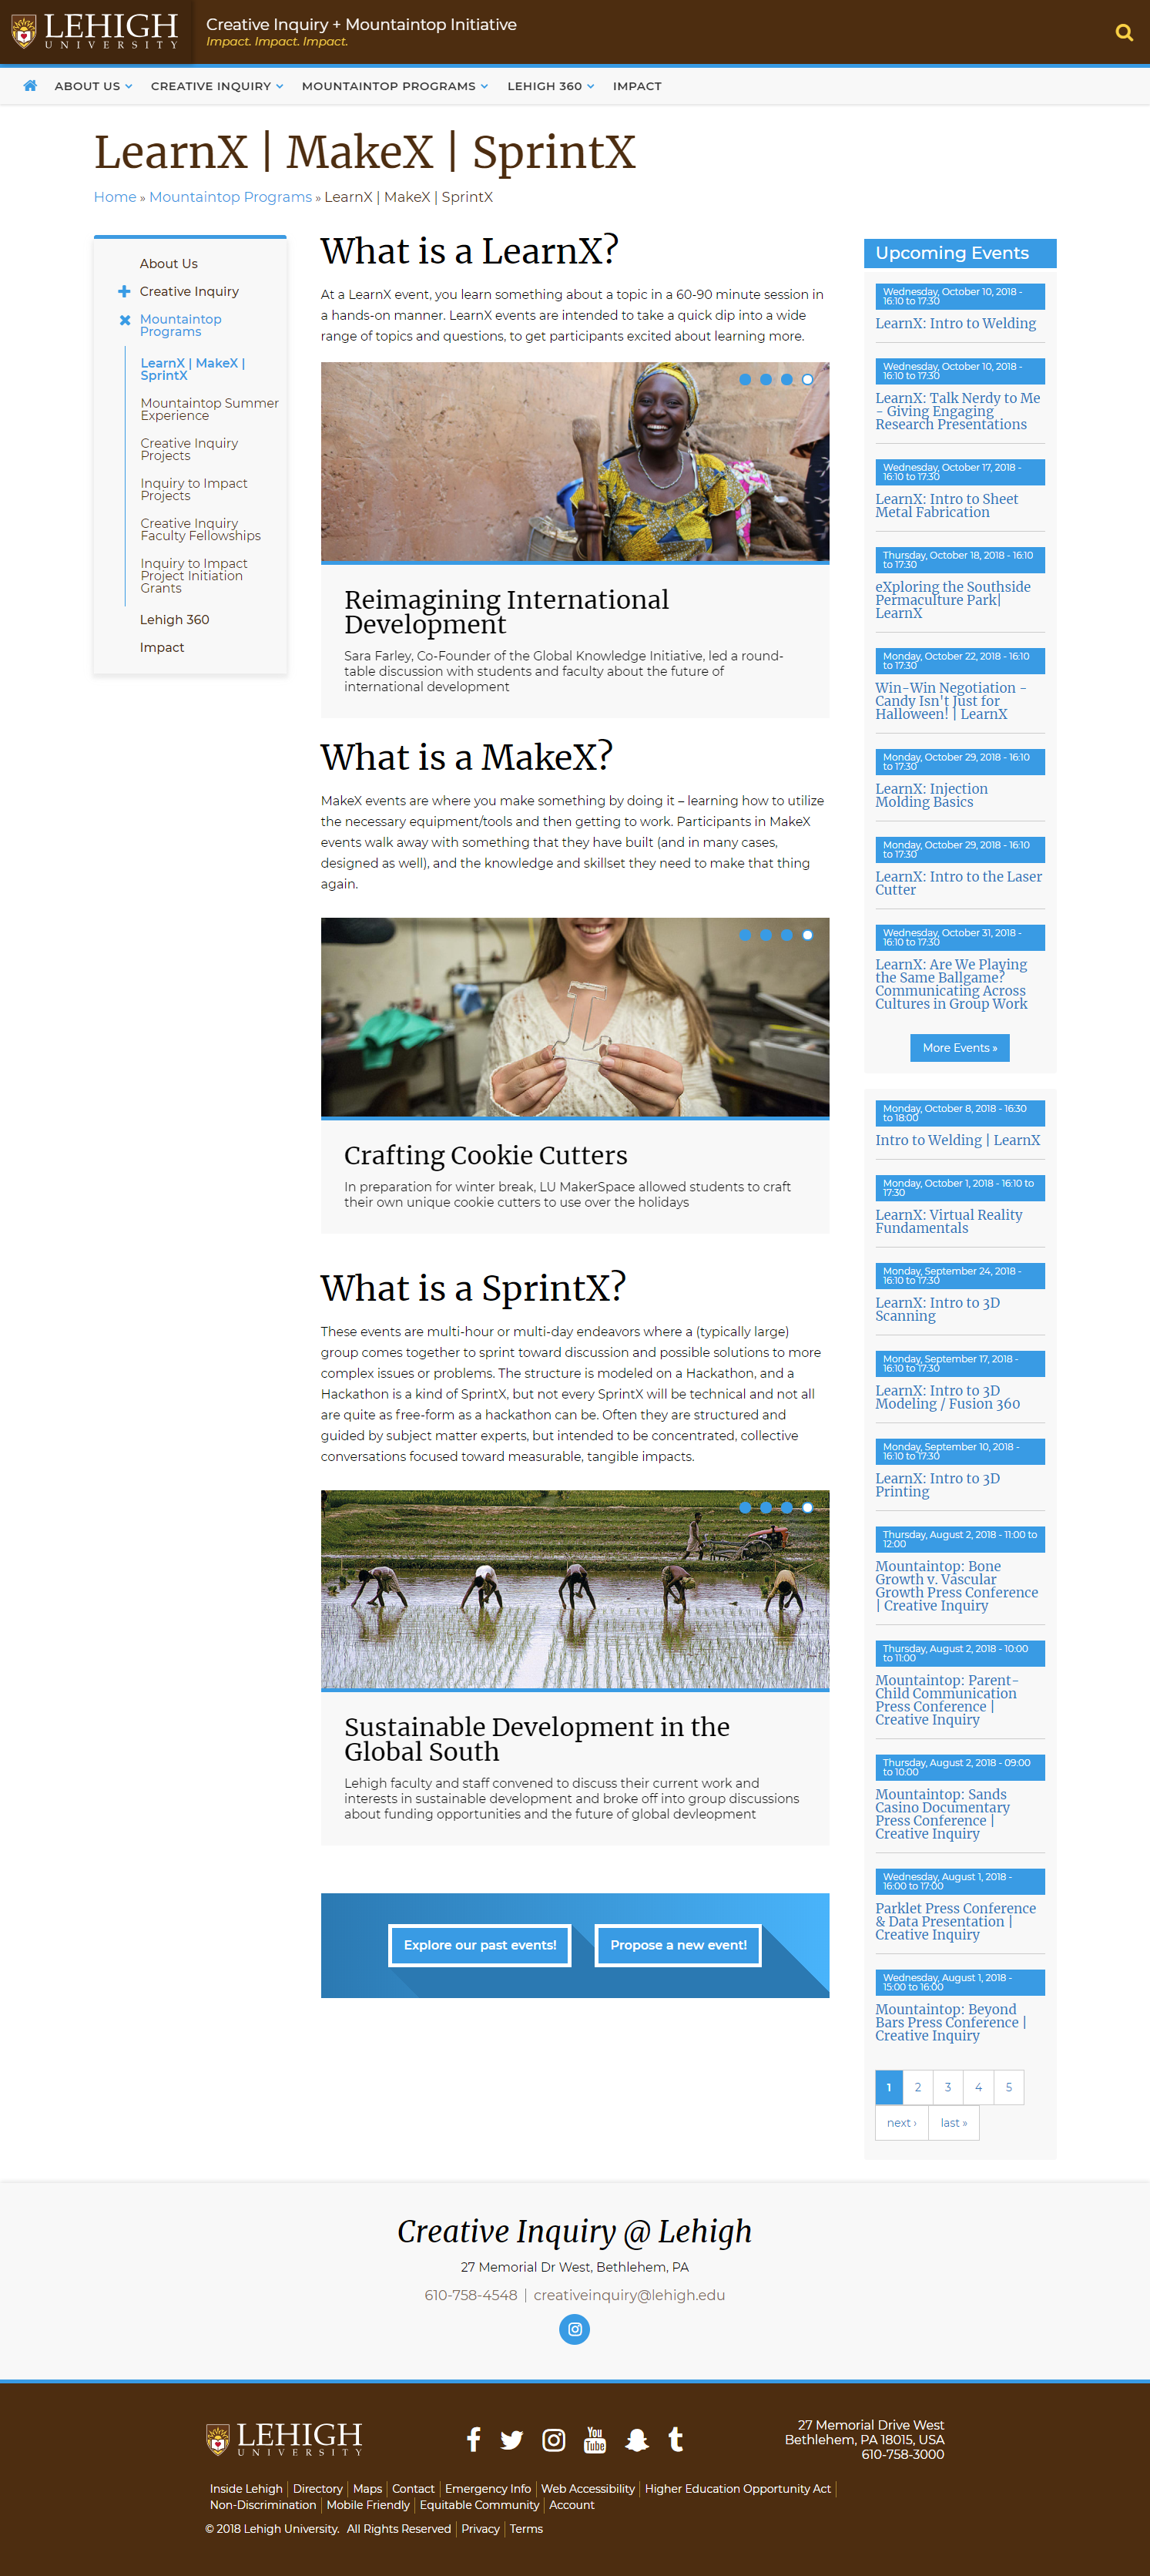 LEHIGH
UNIVERSITY
Creative Inquiry + Mountaintop Initiative
Impact. Impact. Impact.
ABOUT US
CREATIVE INQUIRY
MOUNTAINTOP PROGRAMS
LEHIGH 360
IMPACT
LearnX | MakeX | SprintX
Home » Mountaintop Programs » LearnX | MakeX | SprintX
About Us
Creative Inquiry
Mountaintop
Programs
LearnX | MakeX |
SprintX
Mountaintop Summer
Experience
Creative Inquiry
Projects
Inquiry to Impact
Projects
Creative Inquiry
Faculty Fellowships
Inquiry to Impact
Project Initiation
Grants
Lehigh 360
Impact
What is a LearnX?
At a LearnX event, you learn something about a topic in a 60-90 minute session in
a hands-on manner. LearnX events are intended to make a quick dip into a wide
range of topics and questions, to get participants excited about learning more.
Reimagining International
Development
Sara Farley, Co-Founder of the Global Knowledge Initiative, led a round-
table discussion with students and faculty about the future of
international development
What is a MakeX?
MakeX events are where you make something by doing it – learning how to utilize
the necessary equipment/tools and then getting to work. Participants in MakeX
events walk away with something that they have built (and in many cases,
designed as well), and the knowledge and skillset they need to make that thing
again.
Crafting Cookie Cutters
In preparation for winter break, LU MakerSpace allowed students to craft
their own unique cookie cutters to use over the holidays
What is a SprintX?
These events are multi-hour or multi-day endeavors where a (typically large)
group comes together to sprint toward discussion and possible solutions to more
complex issues or problems. The structure is modeled on a Hackathon, and a
Hackathon is a kind of SprintX, but not every SprintX will be technical and not all
are quite as free-form as a hackathon can be. Often they are structured and
guided by subject matter experts, but intended to be concentrated, collective
conversations focused toward measurable, tangible impacts.
Sustainable Development in the
Global South
Lehigh faculty and staff convened to discuss their current work and
interests in sustainable development and broke off into group discussions
about funding opportunities and the future of global devleopment
Explore our past events!
Propose a new event!
Upcoming Events
Wednesday, October 10, 2018 -
16:10 to 17:30
LearnX: Intro to Welding
Wednesday, October 10, 2018 -
16:10 to 17:30
LearnX: Talk Nerdy to Me
- Giving Engaging
Research Presentations
Wednesday, October 17, 2018 -
16:10 to 17:30
LearnX: Intro to Sheet
Metal Fabrication
Thursday, October 18, 2018 - 16:10
to 17:30
eXploring the Southside
Permaculture Park|
LearnX
Monday, October 22, 2018 - 16:10
to 17:30
Win-Win Negotiation -
Candy Isn't Just for
Halloween! | LearnX
Monday, October 29, 2018 - 16:10
to 17:30
LearnX: Injection
Molding Basics
Monday, October 29, 2018 - 16:10
to 17:30
LearnX: Intro to the Laser
Cutter
Wednesday, October 31, 2018 -
16:10 to 17:30
LearnX: Are We Playing
the Same Ballgame?
Communicating Across
Cultures in Group Work
More Events »
Monday, October 8, 2018 - 16:30
to 18:00
Intro to Welding | LearnX
Monday, October 1, 2018 - 16:10 to
17:30
LearnX: Virtual Reality
Fundamentals
Monday, September 24, 2018 -
16:10 to 17:30
LearnX: Intro to 3D
Scanning
Monday, September 17, 2018 -
16:10 to 17:30
LearnX: Intro to 3D
Modeling / Fusion 360
Monday, September 10, 2018 -
16:10 to 17:30
LearnX: Intro to 3D
Printing
Thursday, August 2, 2018 - 11:00 to
12:00
Mountaintop: Bone
Growth v. Vascular
Growth Press Conference
| Creative Inquiry
Thursday, August 2, 2018 - 10:00
to 11:00
Mountaintop: Parent-
Child Communication
Press Conference |
Creative Inquiry
Thursday, August 2, 2018 - 09:00
to 10:00
Mountaintop: Sands
Casino Documentary
Press Conference |
Creative Inquiry
Wednesday, August 1, 2018 -
16:00 to 17:00
Parklet Press Conference
& Data Presentation |
Creative Inquiry
Wednesday, August 1, 2018 -
15:00 to 16:00
Mountaintop: Beyond
Bars Press Conference |
Creative Inquiry
1 2 3 4 5
next › last »
Creative Inquiry @ Lehigh
27 Memorial Dr West, Bethlehem, PA
610-758-4548 | creativeinquiry@lehigh.edu
LEHIGH
UNIVERSITY
You
Tube
27 Memorial Drive West
Bethlehem, PA 18015, USA
610-758-3000
Inside Lehigh | Directory | Maps | Contact | Emergency Info | Web Accessibility | Higher Education Opportunity Act |
Non-Discrimination | Mobile Friendly | Equitable Community | Account
© 2018 Lehigh University. All Rights Reserved | Privacy | Terms